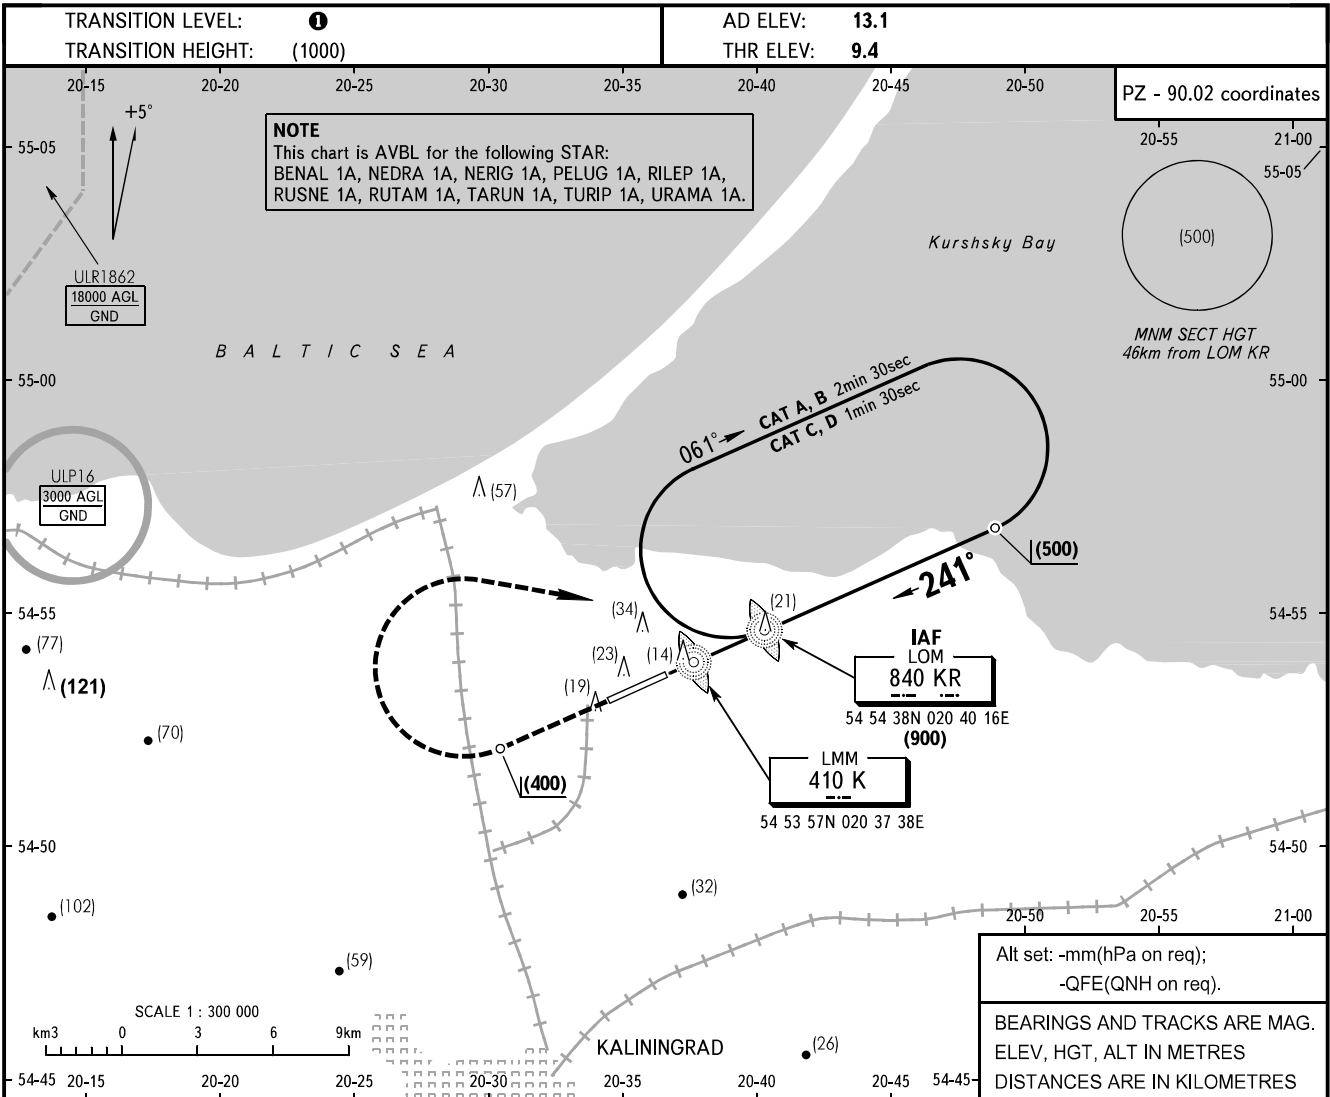 TRANSITION LEVEL: ❶
TRANSITION HEIGHT: (1000)
AD ELEV: 13.1
THR ELEV: 9.4
20-15 20-20 20-25 20-30 20-35 20-40 20-45 20-50
PZ - 90.02 coordinates
20-55 21-00
+5°
55-05
55-05
NOTE
This chart is AVBL for the following STAR:
BENAL 1A, NEDRA 1A, NERIG 1A, PELUG 1A, RILEP 1A,
RUSNE 1A, RUTAM 1A, TARUN 1A, TURIP 1A, URAMA 1A.
(500)
Kurshsky Bay
ULR1862
18000 AGL
GND
MNM SECT HGT
46km from LOM KR
BALTIC SEA
55-00
55-00
061°
CAT A, B 2min 30sec
CAT C, D 1min 30sec
ULP16
3000 AGL
GND
(57)
(500)
241°
54-55
54-55
(34)
(21)
(77)
(23)
(14)
(121)
(19)
IAF
LOM
840 KR
54 54 38N 020 40 16E
(900)
(70)
(400)
LMM
410 K
54 53 57N 020 37 38E
54-50
54-50
(32)
(102)
20-50 20-55 21-00
(59)
Alt set: -mm(hPa on req);
-QFE(QNH on req).
SCALE 1 : 300 000
km3 0 3 6 9km
KALININGRAD
(26)
BEARINGS AND TRACKS ARE MAG.
ELEV, HGT, ALT IN METRES
DISTANCES ARE IN KILOMETRES
54-45 20-15 20-20 20-25 20-30 20-35 20-40 20-45 54-45